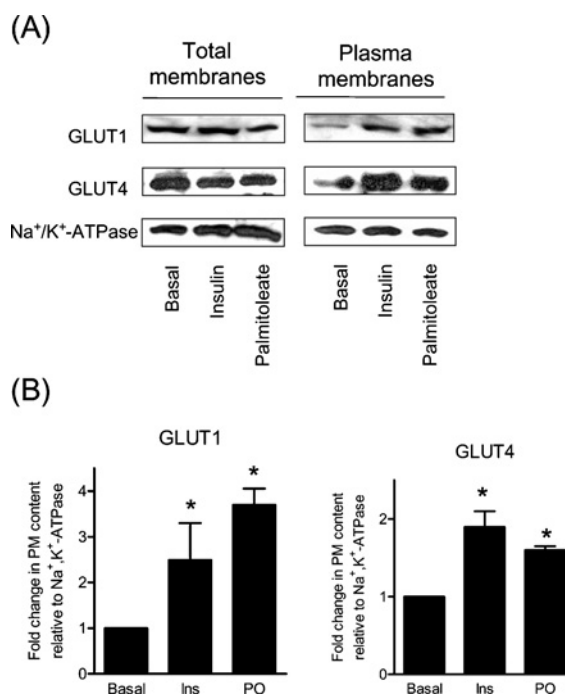 (A)
Total membranes
Plasma membranes
GLUT1
GLUT4
Na⁺/K⁺-ATPase
Basal
Insulin
Palmitoleate
Basal
Insulin
Palmitoleate
(B)
GLUT1
Fold change in PM content
relative to Na⁺,K⁺-ATPase
4
2
0
*
*
Basal
Ins
PO
GLUT4
Fold change in PM content
relative to Na⁺,K⁺-ATPase
2
1
0
*
*
Basal
Ins
PO